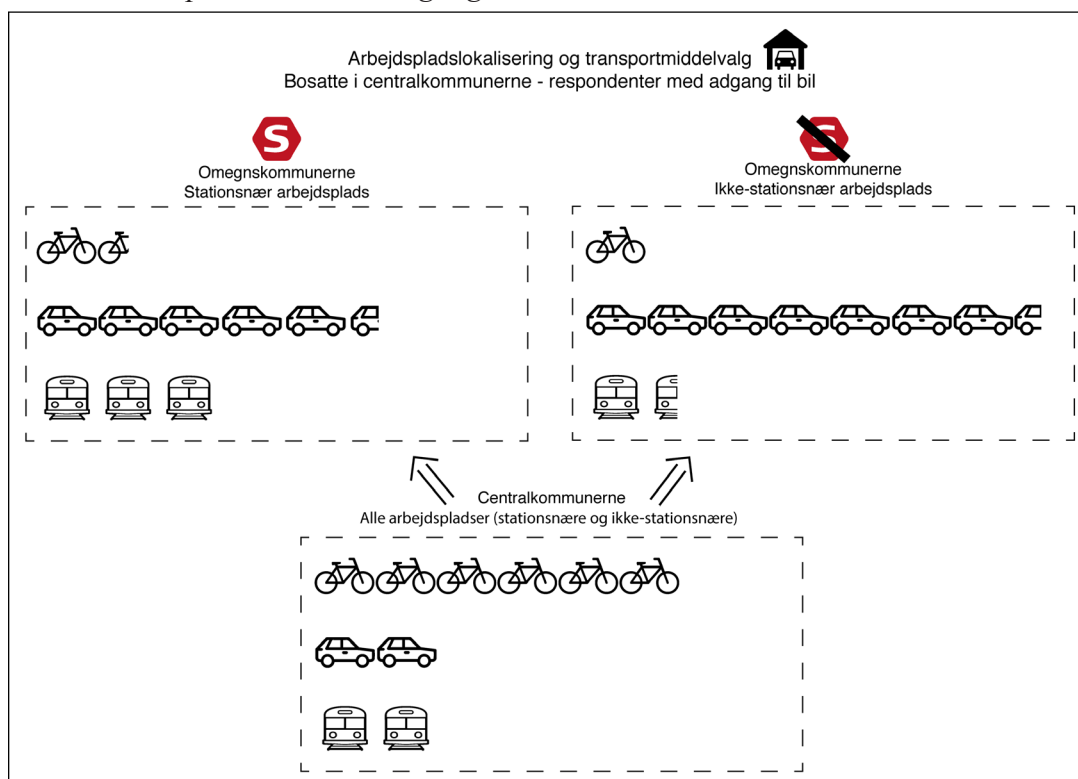 Arbejdspladslokalisering og transportmiddelvalg
Bosatte i centralkommunerne - respondenter med adgang til bil
S
Omegnskommunerne
Stationsnær arbejdsplads
S
Omegnskommunerne
Ikke-stationsnær arbejdsplads
Centralkommunerne
Alle arbejdspladser (stationsnære og ikke-stationsnære)